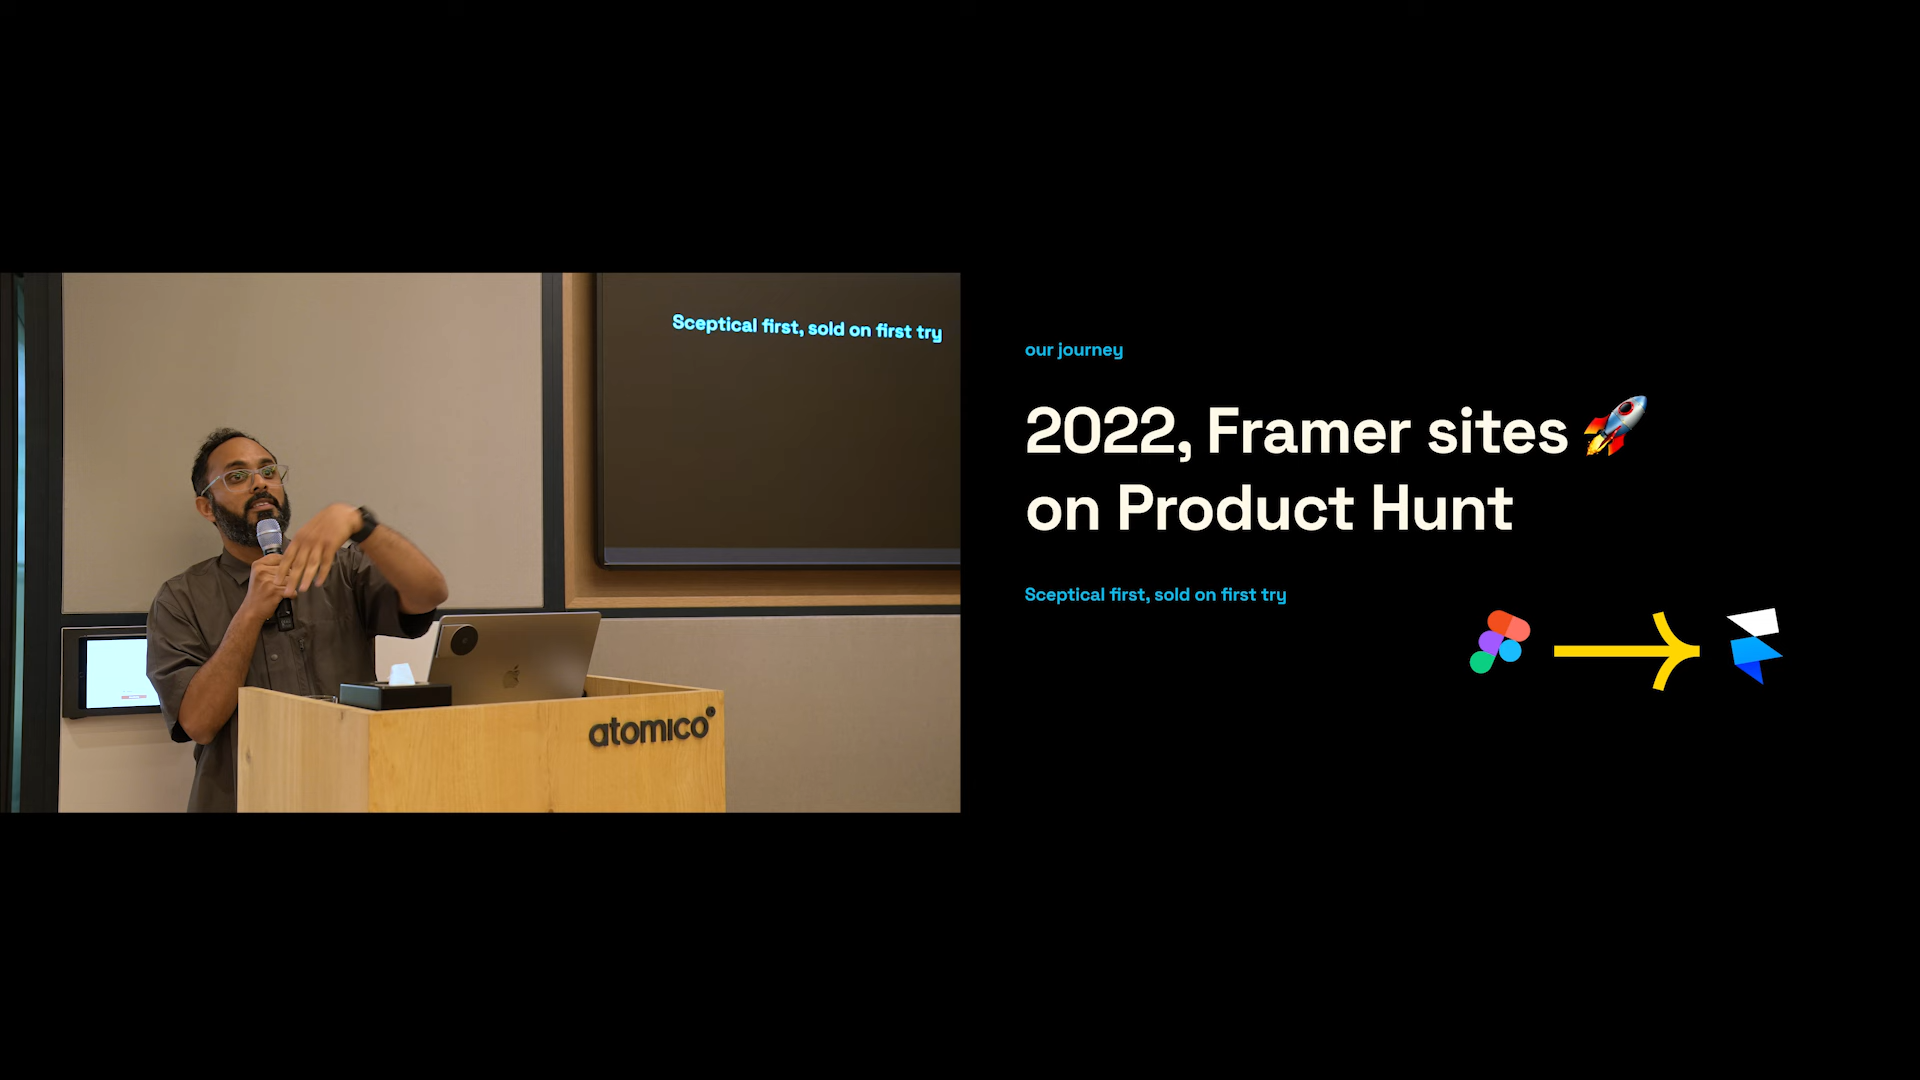 Sceptical first, sold on first try
atomico
our journey
2022, Framer sites 🚀
on Product Hunt
Sceptical first, sold on first try